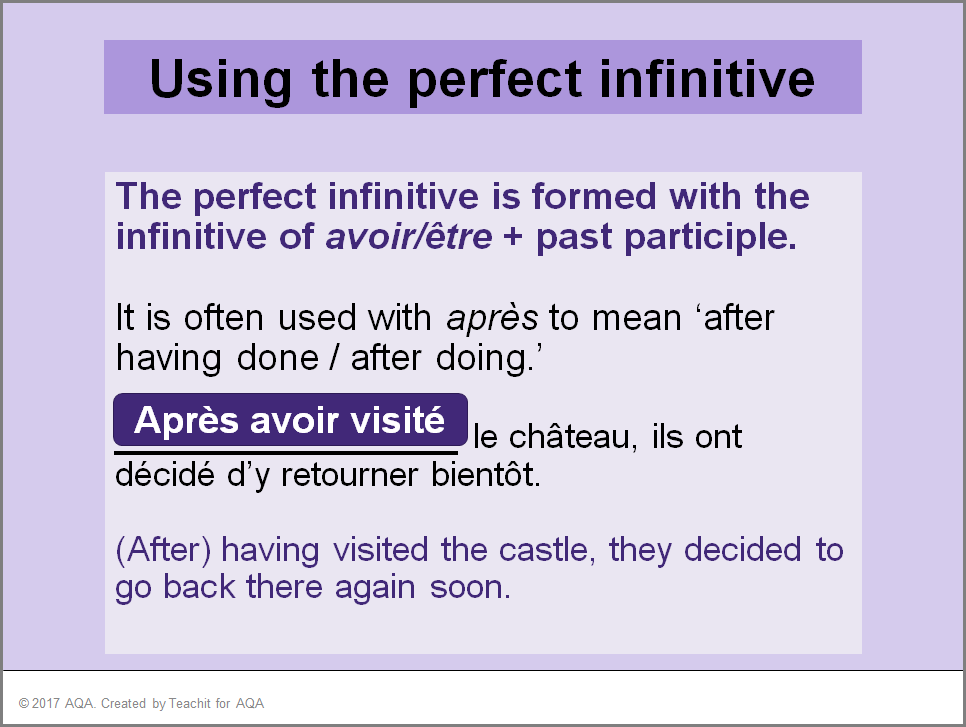 Using the perfect infinitive
The perfect infinitive is formed with the
infinitive of avoir/être + past participle.
It is often used with après to mean ‘after
having done / after doing.’
Après avoir visité le château, ils ont
décidé d’y retourner bientôt.
(After) having visited the castle, they decided to
go back there again soon.
© 2017 AQA. Created by Teachit for AQA